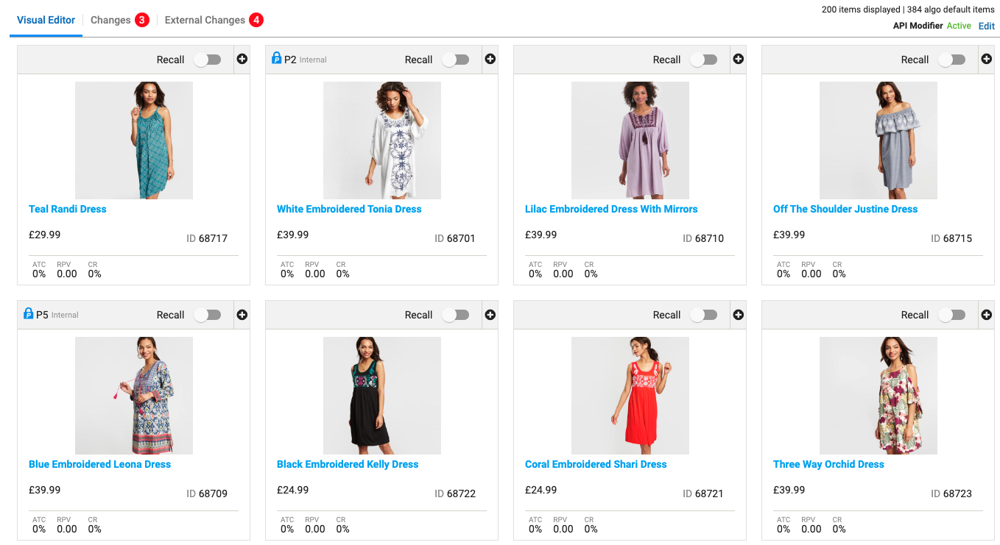 Visual Editor
Changes 3
External Changes 4
200 items displayed | 384 algo default items
API Modifier Active Edit
Recall
P2 Internal Recall
Recall
Recall
Teal Randi Dress
£29.99
ID 68717
ATC RPV CR
0% 0.00 0%
White Embroidered Tonia Dress
£39.99
ID 68701
ATC RPV CR
0% 0.00 0%
Lilac Embroidered Dress With Mirrors
£39.99
ID 68710
ATC RPV CR
0% 0.00 0%
Off The Shoulder Justine Dress
£39.99
ID 68715
ATC RPV CR
0% 0.00 0%
P5 Internal Recall
Recall
Recall
Recall
Blue Embroidered Leona Dress
£39.99
ID 68709
ATC RPV CR
0% 0.00 0%
Black Embroidered Kelly Dress
£24.99
ID 68722
ATC RPV CR
0% 0.00 0%
Coral Embroidered Shari Dress
£24.99
ID 68721
ATC RPV CR
0% 0.00 0%
Three Way Orchid Dress
£39.99
ID 68723
ATC RPV CR
0% 0.00 0%